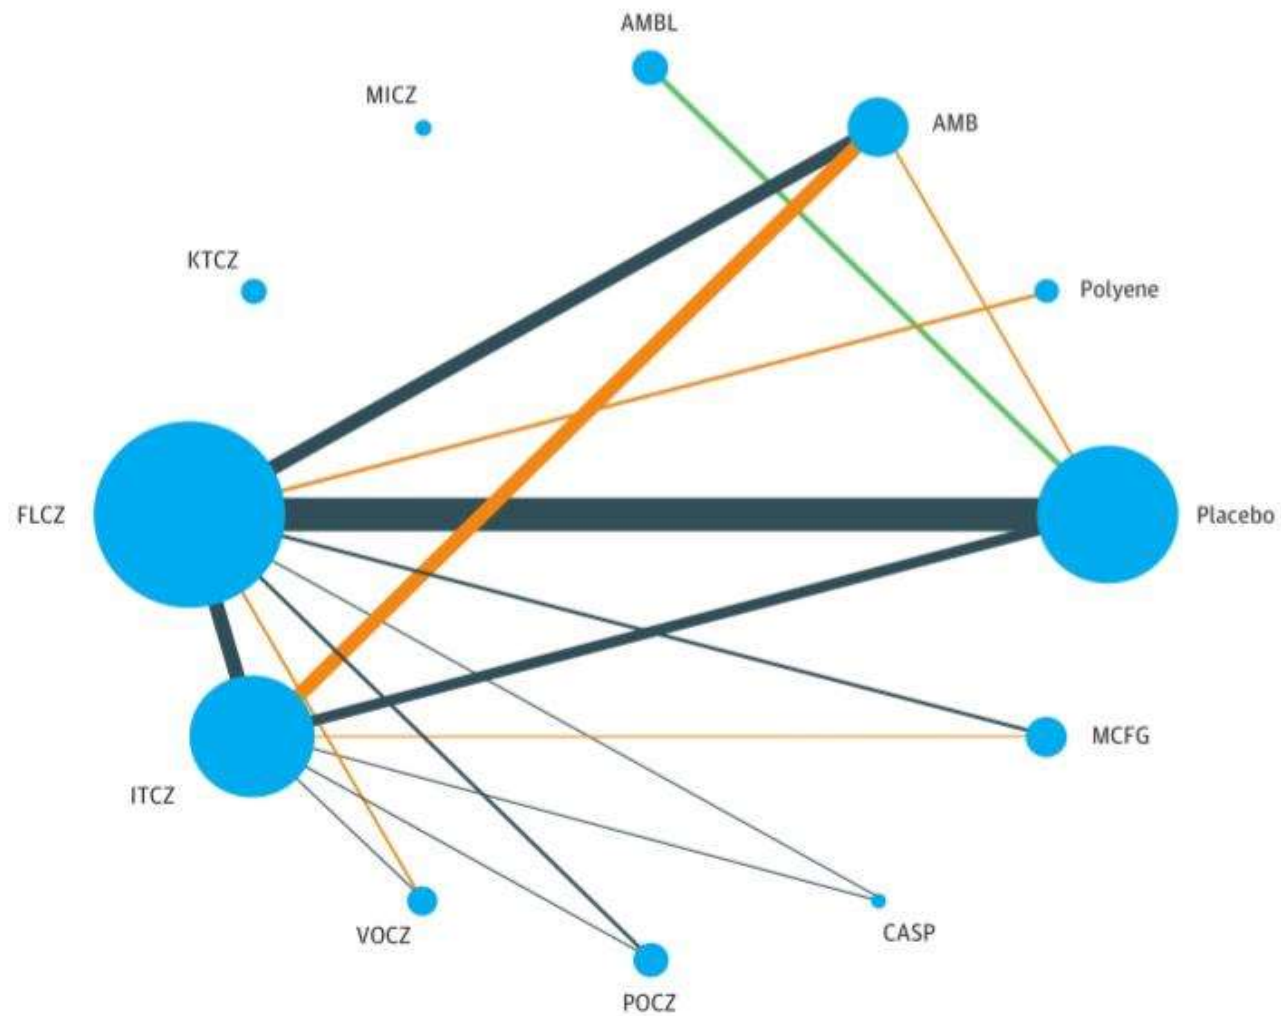 AMBL
MICZ
AMB
KTCZ
Polyene
FLCZ
Placebo
MCFG
ITCZ
VOCZ
CASP
POCZ